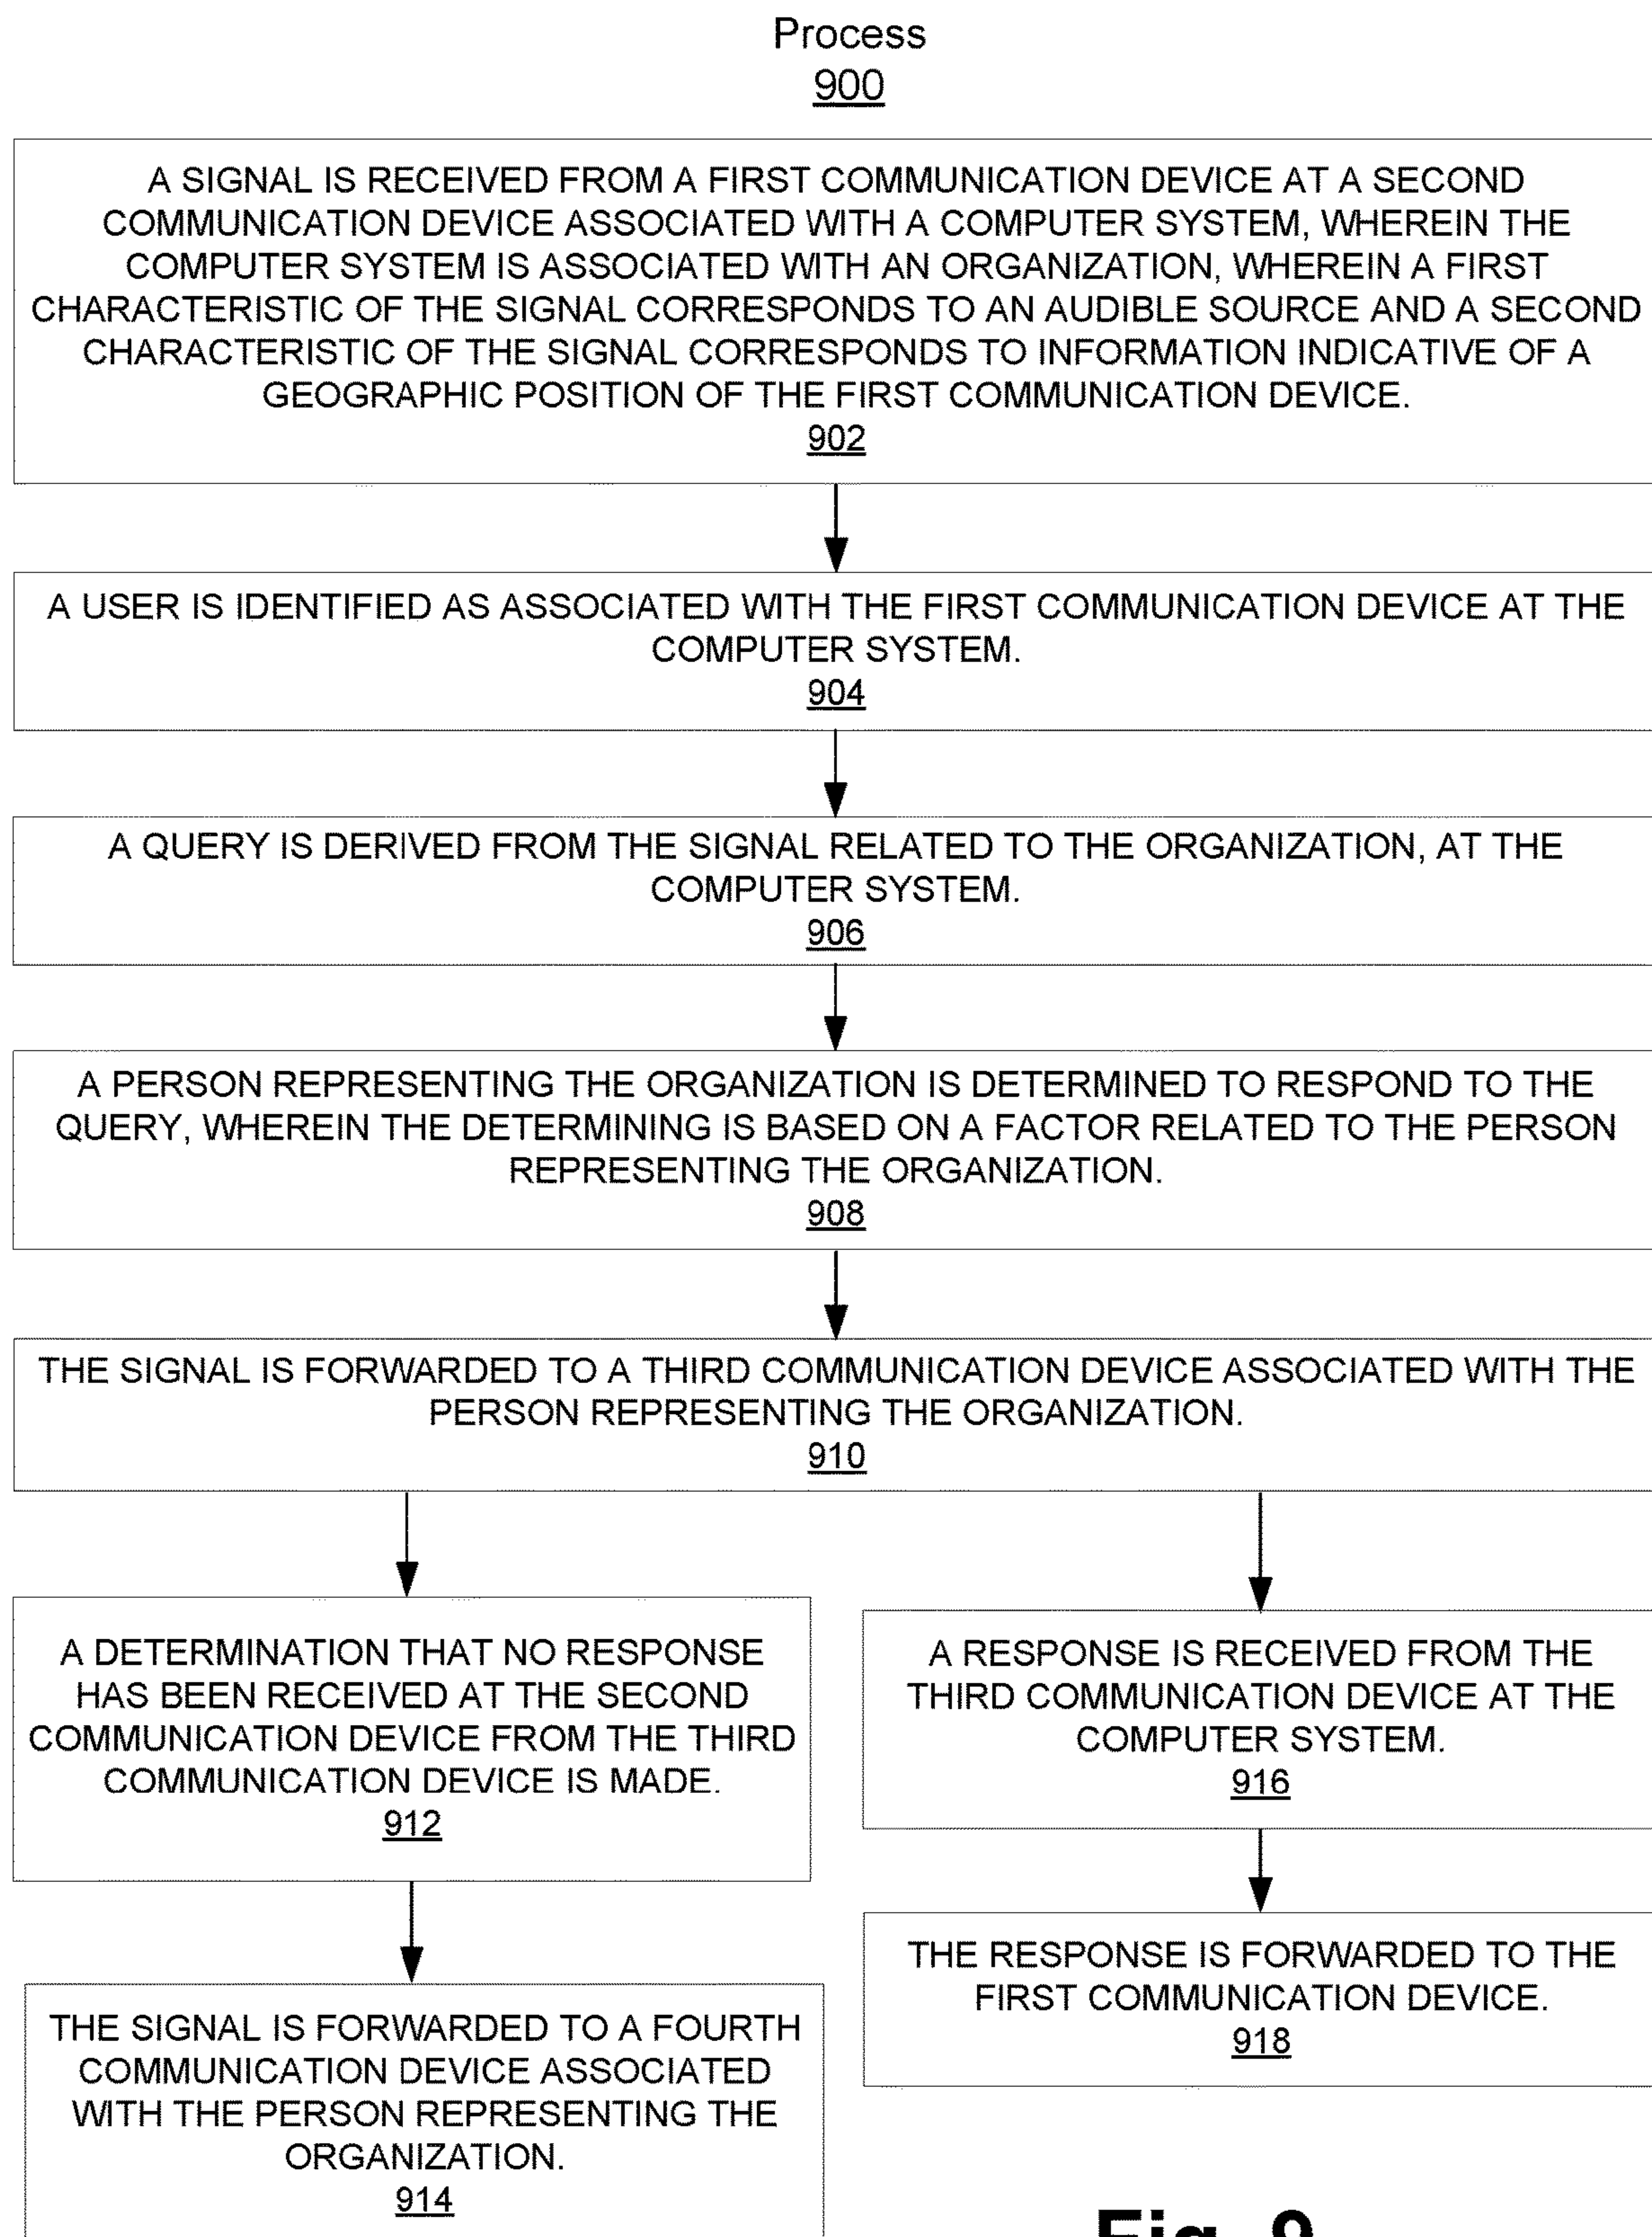 Process
900
A SIGNAL IS RECEIVED FROM A FIRST COMMUNICATION DEVICE AT A SECOND
COMMUNICATION DEVICE ASSOCIATED WITH A COMPUTER SYSTEM, WHEREIN THE
COMPUTER SYSTEM IS ASSOCIATED WITH AN ORGANIZATION, WHEREIN A FIRST
CHARACTERISTIC OF THE SIGNAL CORRESPONDS TO AN AUDIBLE SOURCE AND A SECOND
CHARACTERISTIC OF THE SIGNAL CORRESPONDS TO INFORMATION INDICATIVE OF A
GEOGRAPHIC POSITION OF THE FIRST COMMUNICATION DEVICE.
902
A USER IS IDENTIFIED AS ASSOCIATED WITH THE FIRST COMMUNICATION DEVICE AT THE
COMPUTER SYSTEM.
904
A QUERY IS DERIVED FROM THE SIGNAL RELATED TO THE ORGANIZATION, AT THE
COMPUTER SYSTEM.
906
A PERSON REPRESENTING THE ORGANIZATION IS DETERMINED TO RESPOND TO THE
QUERY, WHEREIN THE DETERMINING IS BASED ON A FACTOR RELATED TO THE PERSON
REPRESENTING THE ORGANIZATION.
908
THE SIGNAL IS FORWARDED TO A THIRD COMMUNICATION DEVICE ASSOCIATED WITH THE
PERSON REPRESENTING THE ORGANIZATION.
910
A DETERMINATION THAT NO RESPONSE
HAS BEEN RECEIVED AT THE SECOND
COMMUNICATION DEVICE FROM THE THIRD
COMMUNICATION DEVICE IS MADE.
912
THE SIGNAL IS FORWARDED TO A FOURTH
COMMUNICATION DEVICE ASSOCIATED
WITH THE PERSON REPRESENTING THE
ORGANIZATION.
914
A RESPONSE IS RECEIVED FROM THE
THIRD COMMUNICATION DEVICE AT THE
COMPUTER SYSTEM.
916
THE RESPONSE IS FORWARDED TO THE
FIRST COMMUNICATION DEVICE.
918
Fig. 9